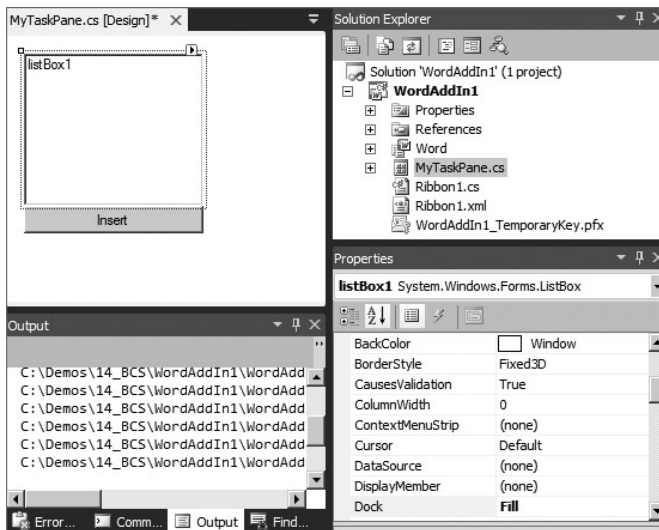 MyTaskPane.cs [Design]*
listBox1
Insert
Output
C:\Demos\14_BCS\WordAddIn1\WordAdd
C:\Demos\14_BCS\WordAddIn1\WordAdd
C:\Demos\14_BCS\WordAddIn1\WordAdd
C:\Demos\14_BCS\WordAddIn1\WordAdd
C:\Demos\14_BCS\WordAddIn1\WordAdd
C:\Demos\14_BCS\WordAddIn1\WordAdd
Error... Comm... Output Find...
Solution Explorer
Solution 'WordAddIn1' (1 project)
WordAddIn1
Properties
References
Word
MyTaskPane.cs
Ribbon1.cs
Ribbon1.xml
WordAddIn1_TemporaryKey.pfx
Properties
listBox1 System.Windows.Forms.ListBox
BackColor Window
BorderStyle Fixed3D
CausesValidation True
ColumnWidth 0
ContextMenuStrip (none)
Cursor Default
DataSource (none)
DisplayMember (none)
Dock Fill